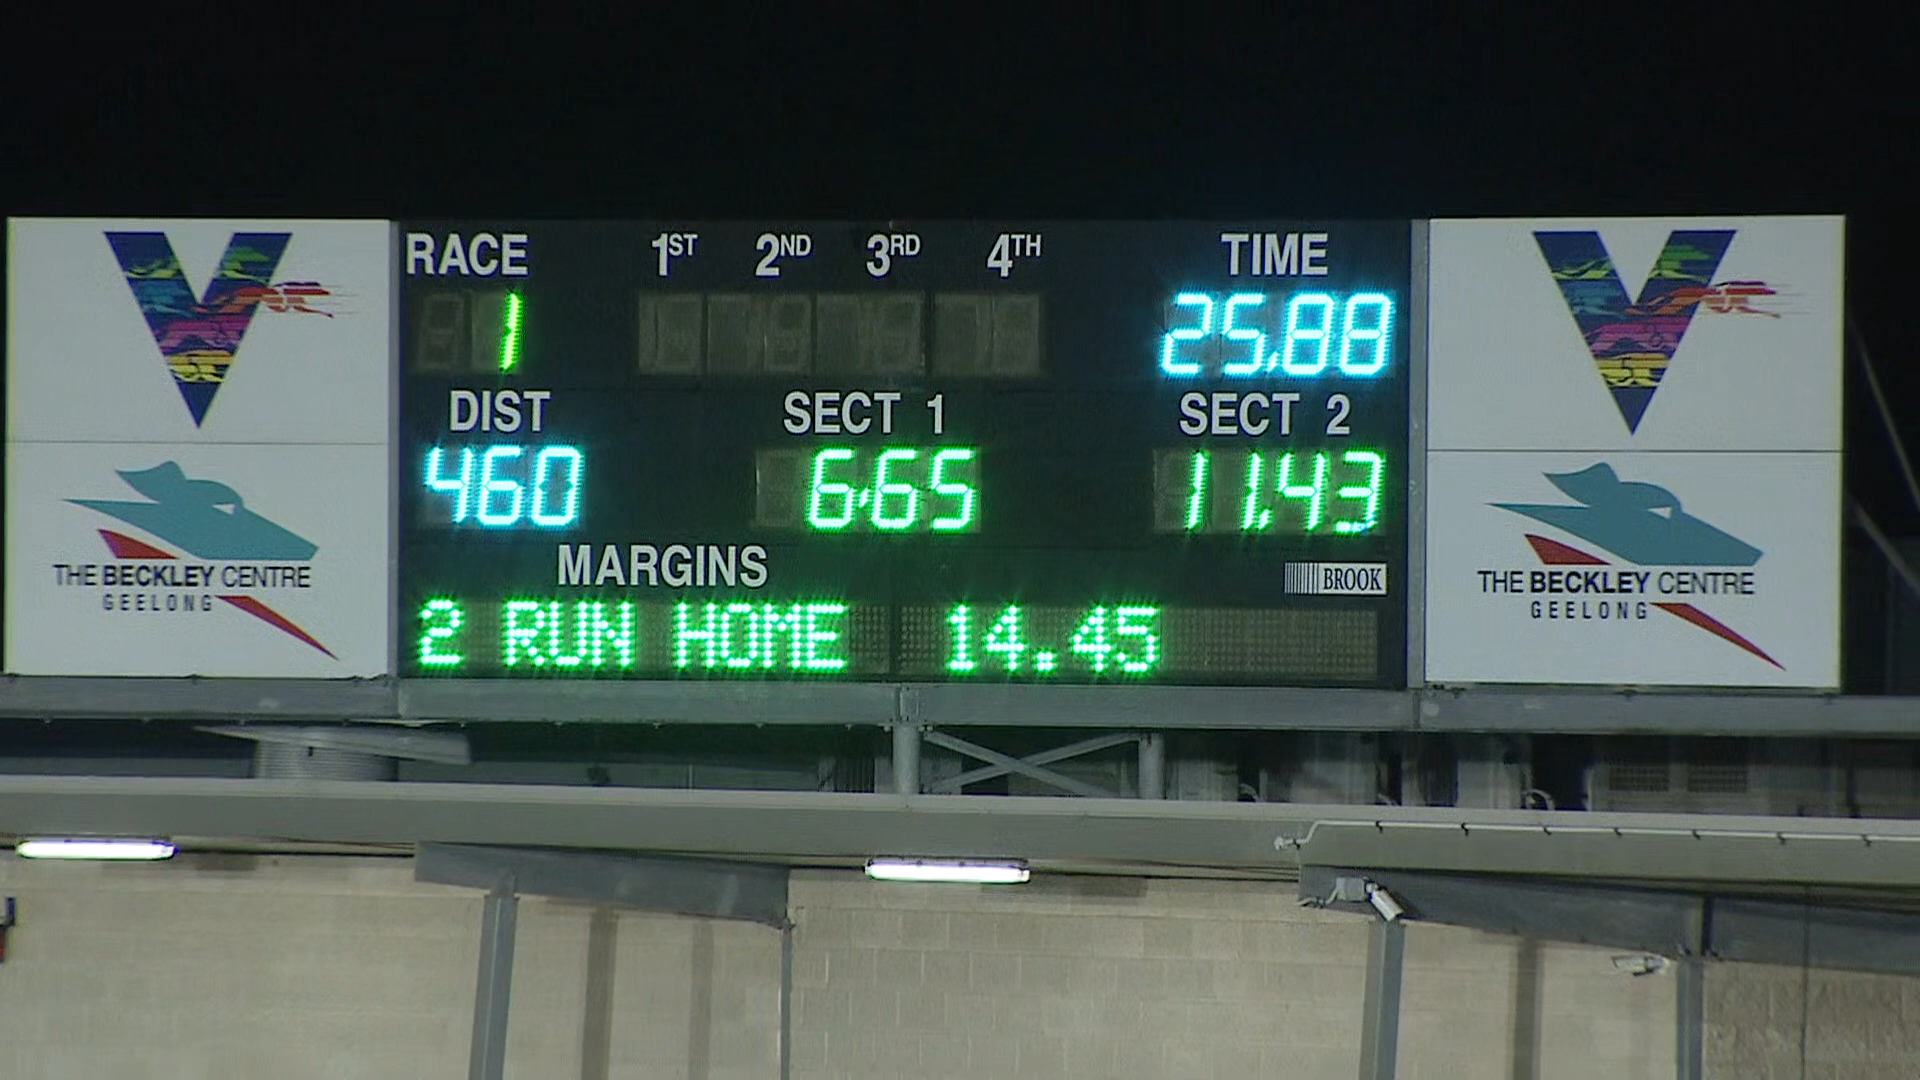 RACE 1ST 2ND 3RD 4TH TIME
1 25.88
DIST SECT 1 SECT 2
460 6.65 11.43
MARGINS
BROOK
2 RUN HOME 14.45
THE BECKLEY CENTRE
GEELONG
THE BECKLEY CENTRE
GEELONG